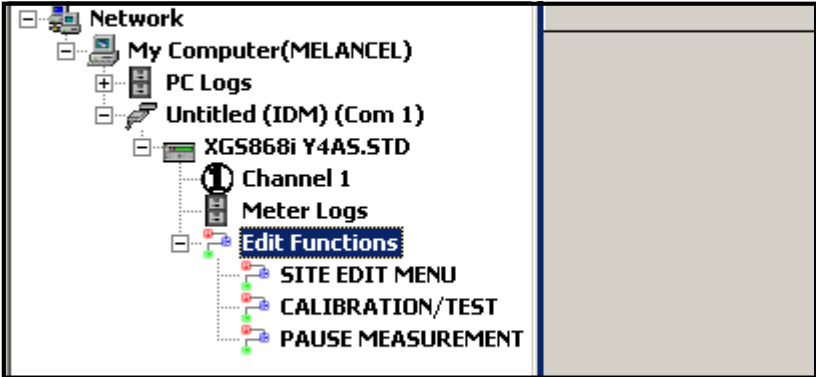 Network
My Computer(MELANCEL)
PC Logs
Untitled (IDM) (Com 1)
XGS868i Y4AS.STD
1 Channel 1
Meter Logs
Edit Functions
SITE EDIT MENU
CALIBRATION/TEST
PAUSE MEASUREMENT